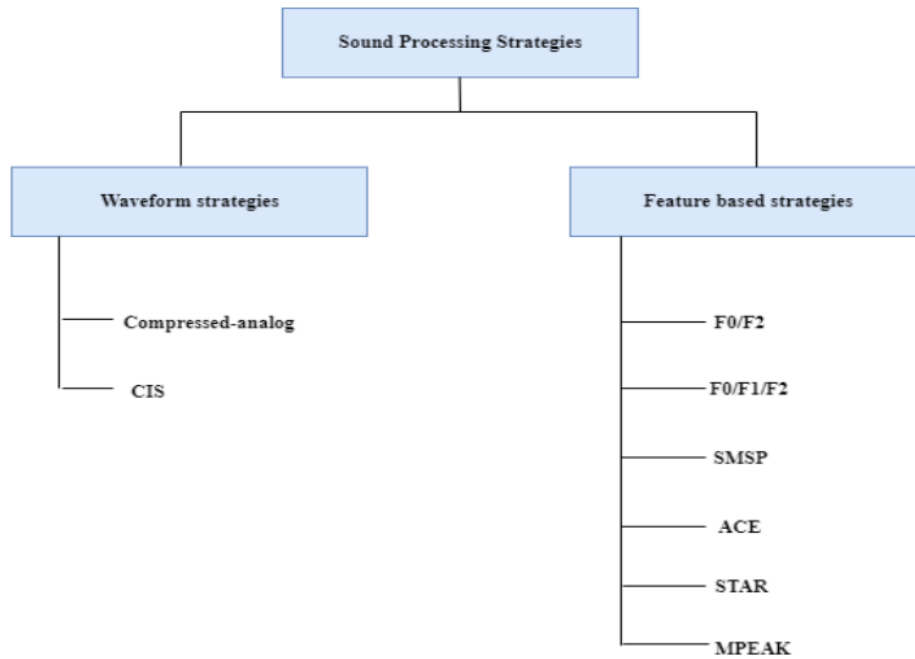 Sound Processing Strategies
Waveform strategies
Feature based strategies
Compressed-analog
CIS
F0/F2
F0/F1/F2
SMSP
ACE
STAR
MPEAK